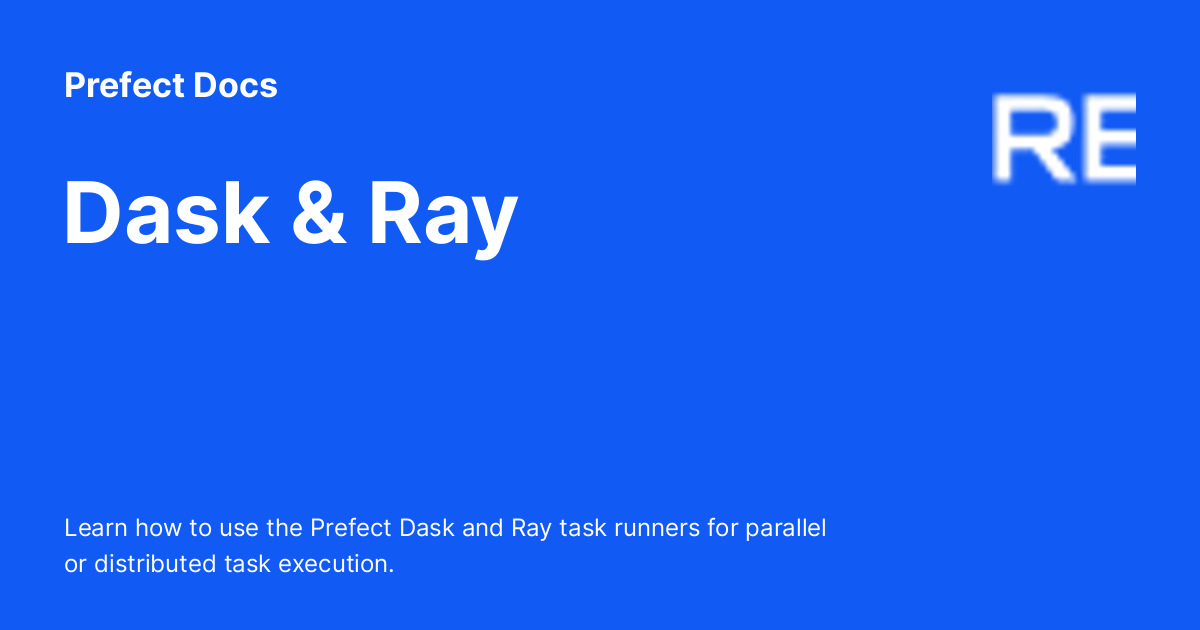 Prefect Docs
RE
Dask & Ray
Learn how to use the Prefect Dask and Ray task runners for parallel
or distributed task execution.